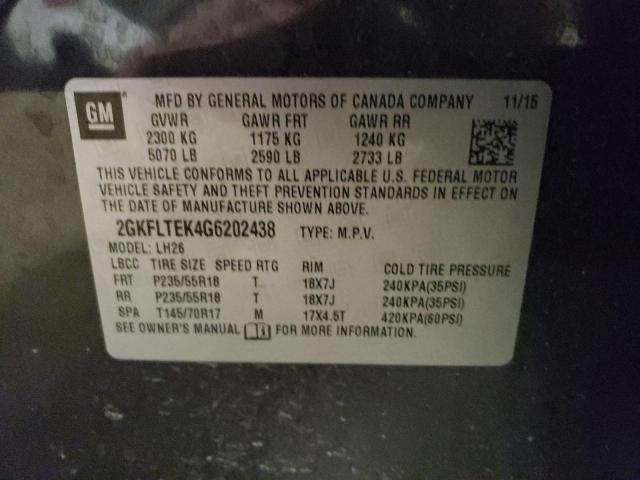 GM
MFD BY GENERAL MOTORS OF CANADA COMPANY 11/15
GVWR GAWR FRT GAWR RR
2300 KG 1175 KG 1240 KG
5070 LB 2590 LB 2733 LB
THIS VEHICLE CONFORMS TO ALL APPLICABLE U.S. FEDERAL MOTOR
VEHICLE SAFETY AND THEFT PREVENTION STANDARDS IN EFFECT ON
THE DATE OF MANUFACTURE SHOWN ABOVE.
2GKFLTEK4G6202438 TYPE: M.P.V.
MODEL: LH26
LBCC TIRE SIZE SPEED RTG RIM COLD TIRE PRESSURE
FRT P235/55R18 T 18X7J 240KPA(35PSI)
RR P235/55R18 T 18X7J 240KPA(35PSI)
SPA T145/70R17 M 17X4.5T 420KPA(60PSI)
SEE OWNER'S MANUAL FOR MORE INFORMATION.